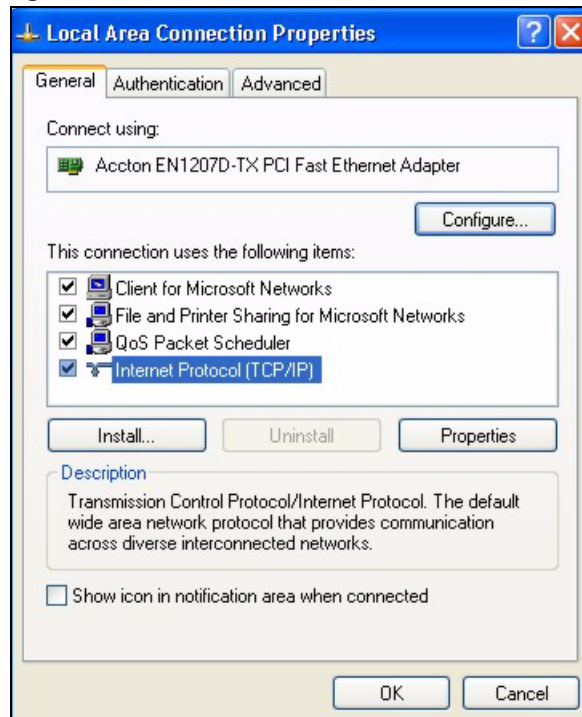 Local Area Connection Properties
General Authentication Advanced
Connect using:
Accton EN1207D-TX PCI Fast Ethernet Adapter
Configure...
This connection uses the following items:
Client for Microsoft Networks
File and Printer Sharing for Microsoft Networks
QoS Packet Scheduler
Internet Protocol (TCP/IP)
Install... Uninstall Properties
Description
Transmission Control Protocol/Internet Protocol. The default
wide area network protocol that provides communication
across diverse interconnected networks.
Show icon in notification area when connected
OK Cancel